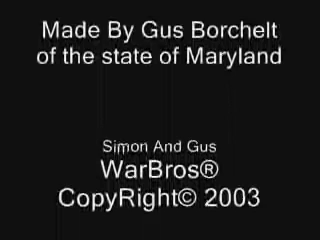 Made By Gus Borchelt
of the state of Maryland
Simon And Gus
WarBros®
CopyRight© 2003